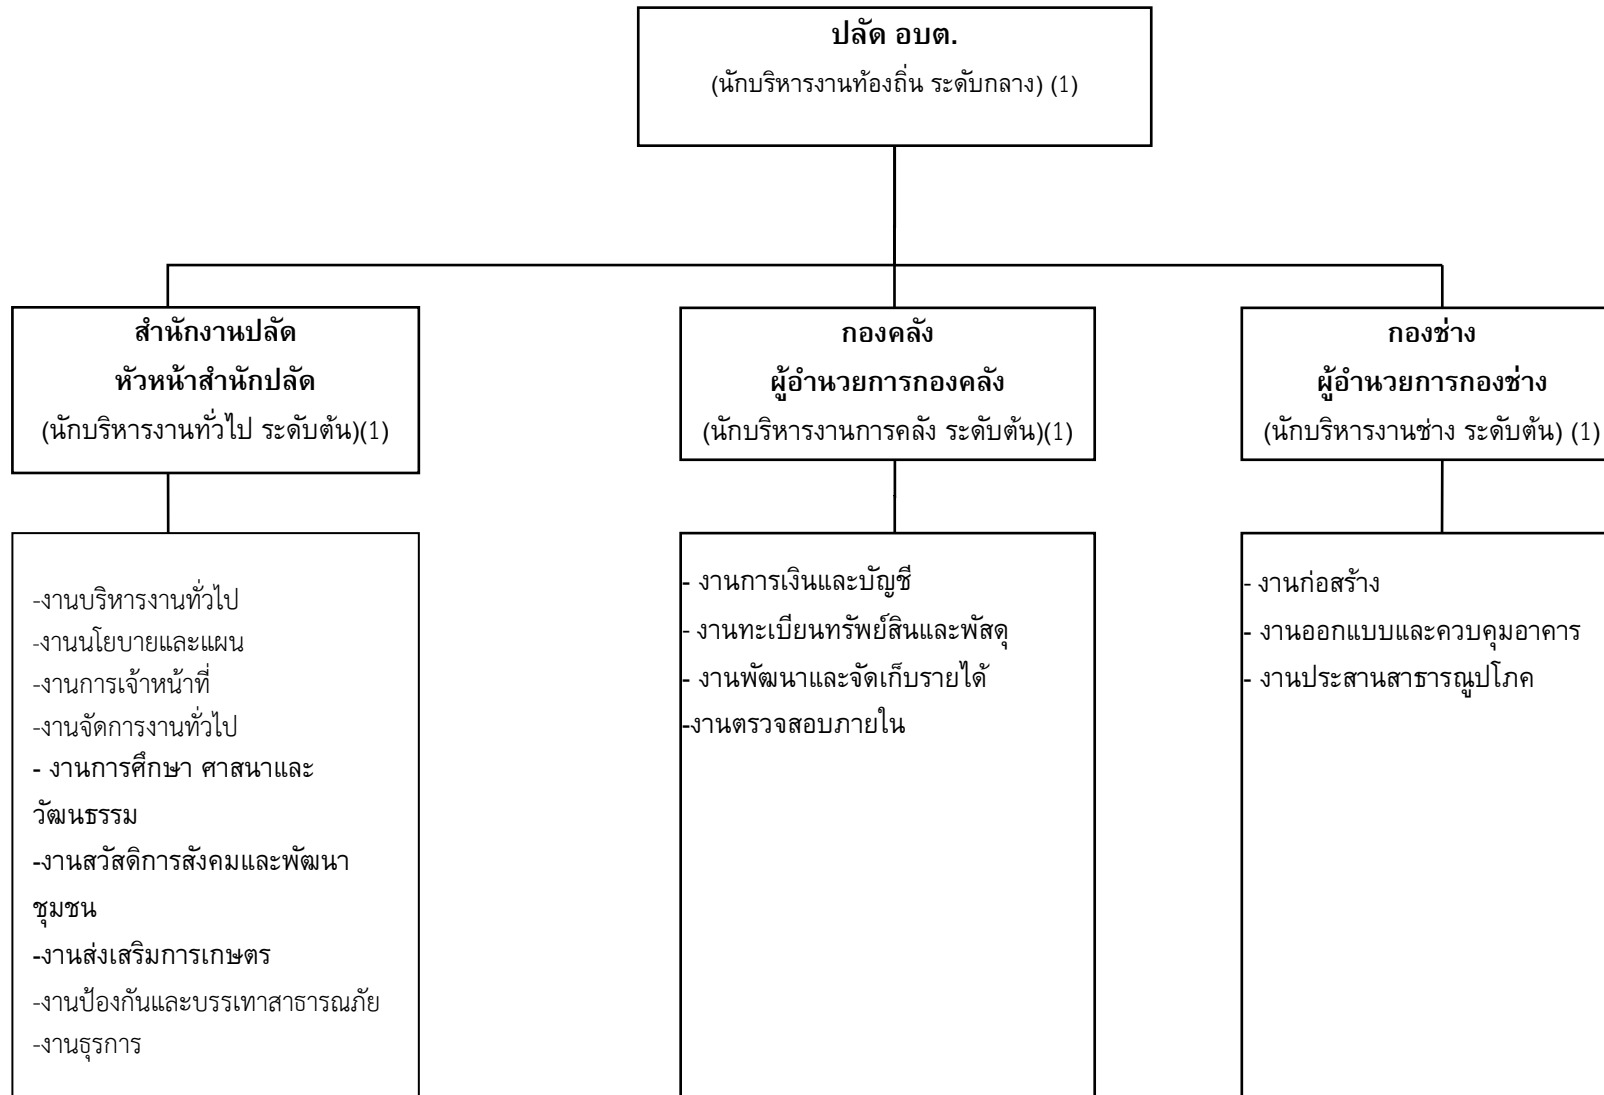 ปลัด อบต.
(นักบริหารงานท้องถิ่น ระดับกลาง) (1)
สำนักงานปลัด
หัวหน้าสำนักปลัด
(นักบริหารงานทั่วไป ระดับต้น)(1)
กองคลัง
ผู้อำนวยการกองคลัง
(นักบริหารงานการคลัง ระดับต้น)(1)
กองช่าง
ผู้อำนวยการกองช่าง
(นักบริหารงานช่าง ระดับต้น) (1)
-งานบริหารงานทั่วไป
-งานนโยบายและแผน
-งานการเจ้าหน้าที่
-งานจัดการงานทั่วไป
- งานการศึกษา ศาสนาและ
วัฒนธรรม
-งานสวัสดิการสังคมและพัฒนา
ชุมชน
-งานส่งเสริมการเกษตร
-งานป้องกันและบรรเทาสาธารณภัย
-งานธุรการ
- งานการเงินและบัญชี
- งานทะเบียนทรัพย์สินและพัสดุ
- งานพัฒนาและจัดเก็บรายได้
-งานตรวจสอบภายใน
- งานก่อสร้าง
- งานออกแบบและควบคุมอาคาร
- งานประสานสาธารณูปโภค